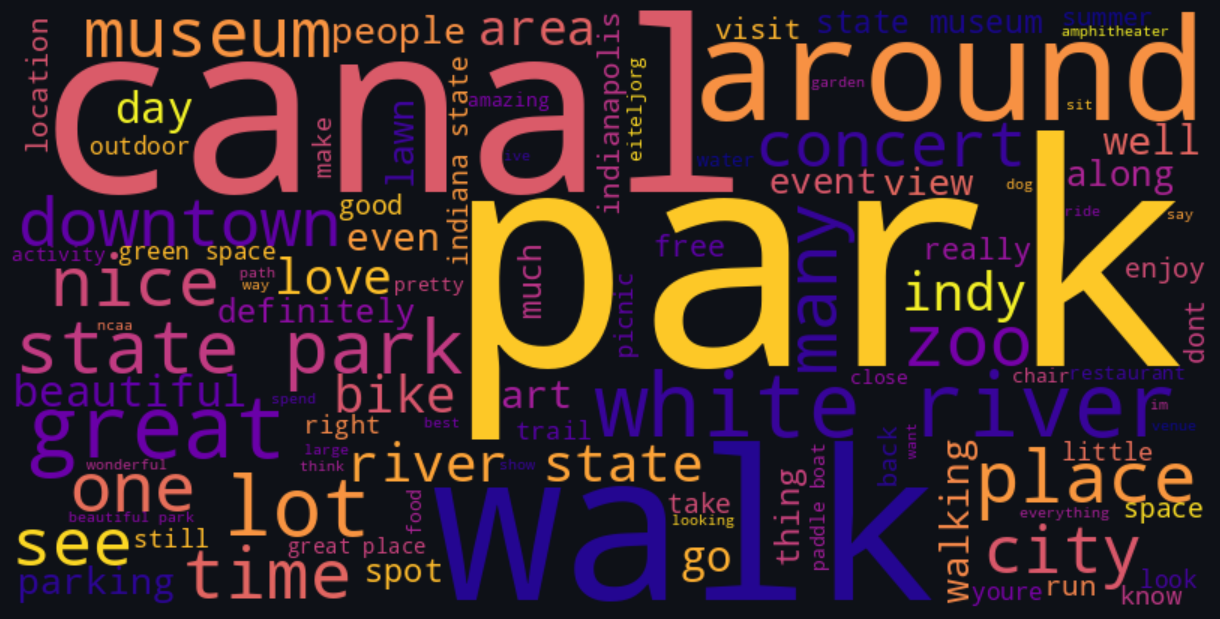 location
museum
people
area
indianapolis
visit
state museum
summer
amphitheater
canal
around
day
outdoor
make
lawn
indiana state
amazing
live
eiteljorg
garden
sit
water
concert
well
event
view
dog
along
ride
say
downtown
good
even
park
free
many
really
enjoy
activity
green space
nice
path
way
love
pretty
much
picnic
indy
definitely
ncaa
state park
zoo
dont
beautiful
spend
bike
art
white river
close
chair
restaurant
im
venue
great
right
best
trail
large
think
river state
show
back
want
wonderful
one
lot
food
walk
take
looking
thing
paddle boat
walking
place
little
everything
space
beautiful park
see
still
great place
go
city
parking
time
spot
youre
run
look
know